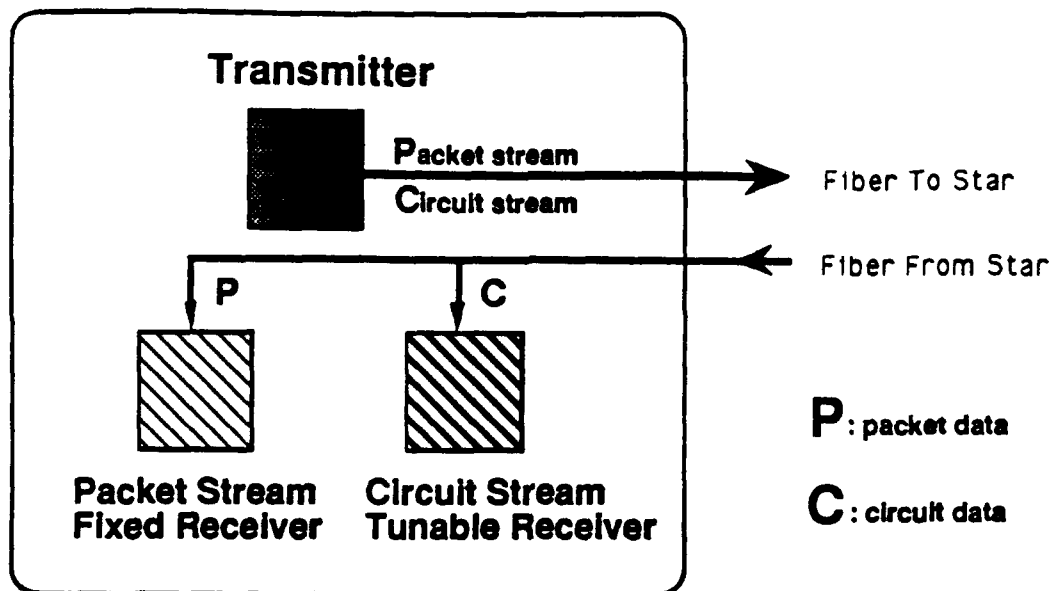 Transmitter
Packet stream
Circuit stream
Fiber To Star
Fiber From Star
P
C
Packet Stream
Fixed Receiver
Circuit Stream
Tunable Receiver
P: packet data
C: circuit data